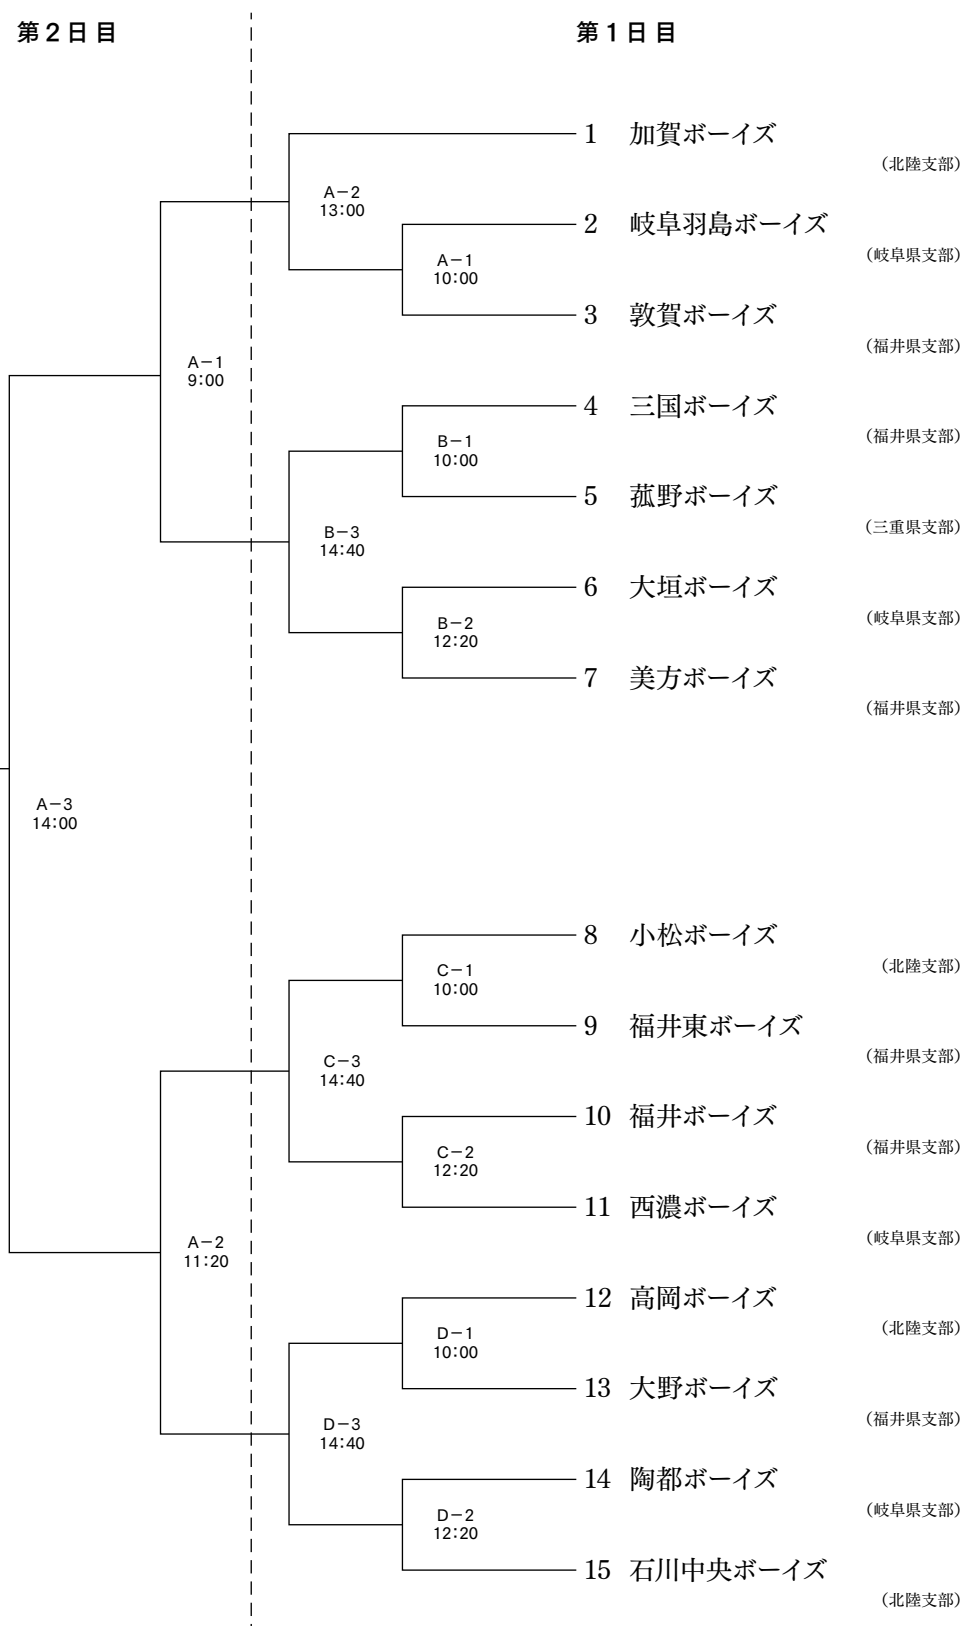 第2日目
第1日目
1 加賀ボーイズ
(北陸支部)
A-2
13:00
2 岐阜羽島ボーイズ
(岐阜県支部)
A-1
10:00
3 敦賀ボーイズ
(福井県支部)
A-1
9:00
4 三国ボーイズ
(福井県支部)
B-1
10:00
5 菰野ボーイズ
(三重県支部)
B-3
14:40
6 大垣ボーイズ
(岐阜県支部)
B-2
12:20
7 美方ボーイズ
(福井県支部)
A-3
14:00
8 小松ボーイズ
(北陸支部)
C-1
10:00
9 福井東ボーイズ
(福井県支部)
C-3
14:40
10 福井ボーイズ
(福井県支部)
C-2
12:20
11 西濃ボーイズ
(岐阜県支部)
A-2
11:20
12 高岡ボーイズ
(北陸支部)
D-1
10:00
13 大野ボーイズ
(福井県支部)
D-3
14:40
14 陶都ボーイズ
(岐阜県支部)
D-2
12:20
15 石川中央ボーイズ
(北陸支部)